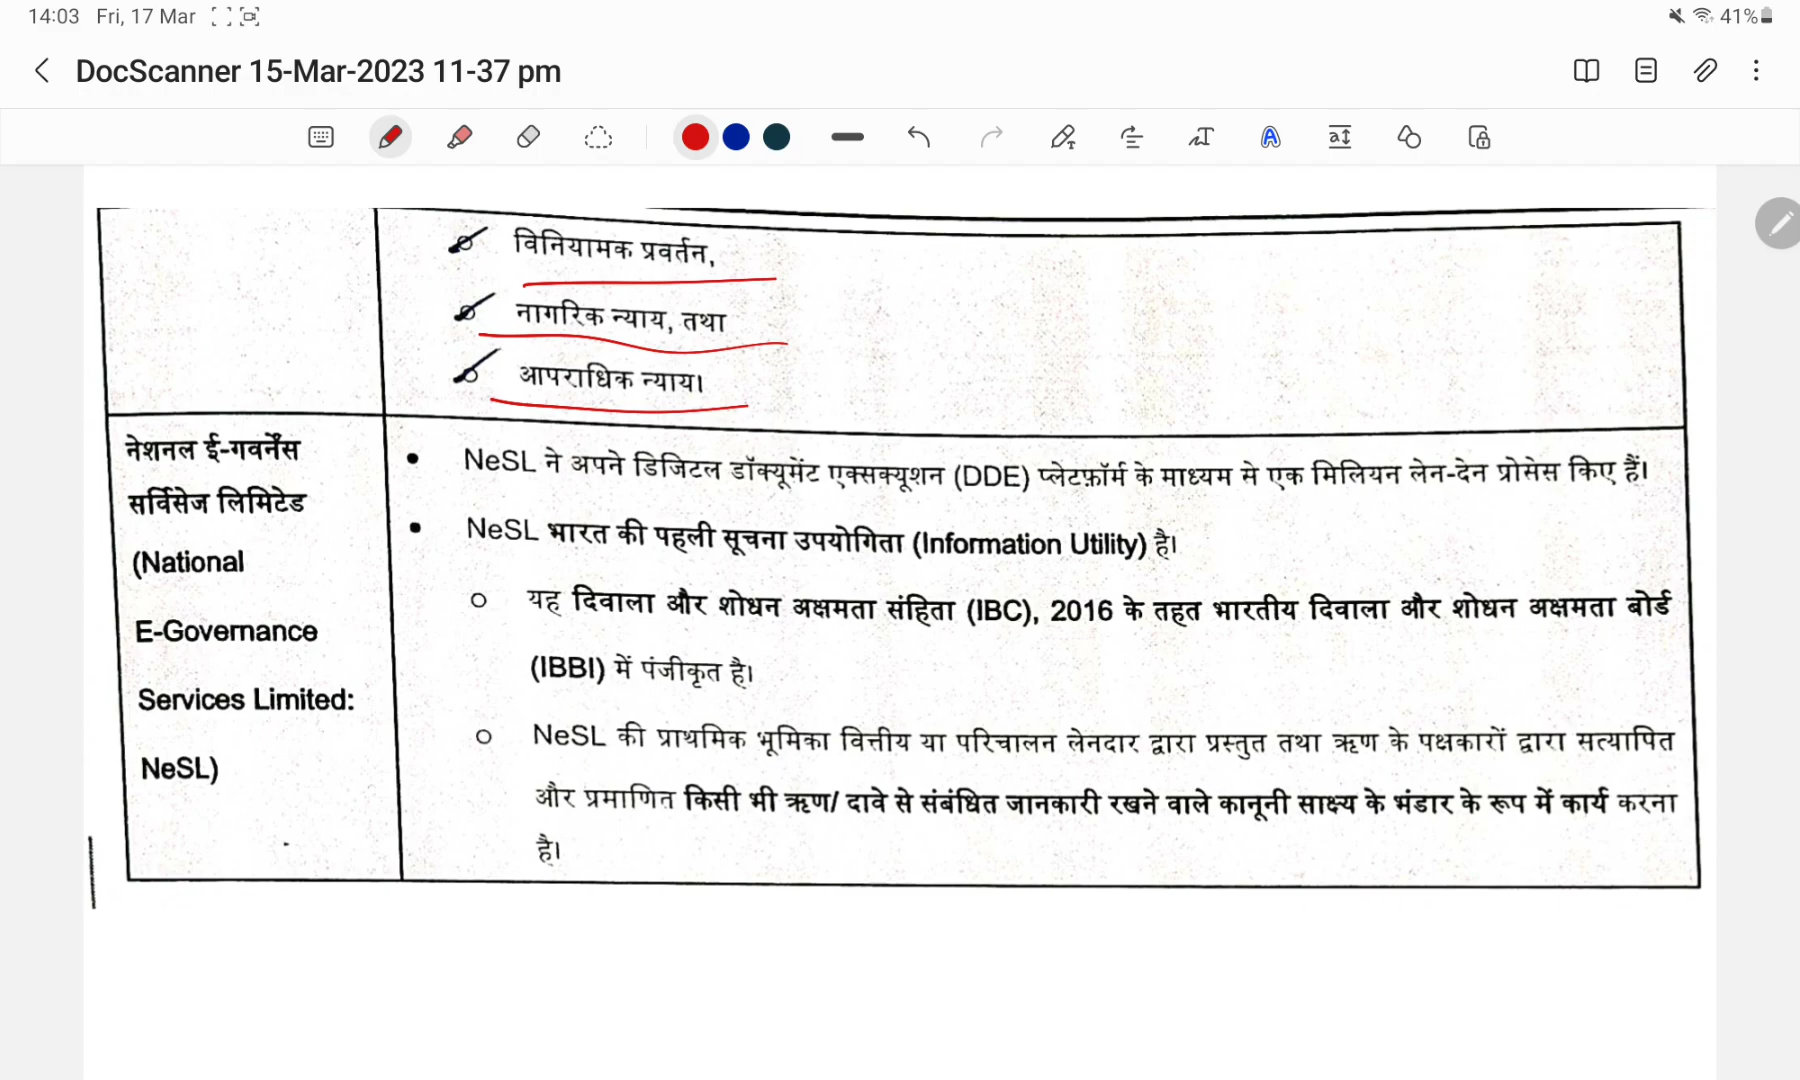 14:03 Fri, 17 Mar
41%
DocScanner 15-Mar-2023 11-37 pm
विनियामक प्रवर्तन,
नागरिक न्याय, तथा
आपराधिक न्याय।
नेशनल ई-गवर्नेंस
सर्विसेज लिमिटेड
(National
E-Governance
Services Limited:
NeSL)
• NeSL ने अपने डिजिटल डॉक्यूमेंट एक्सक्यूशन (DDE) प्लेटफ़ॉर्म के माध्यम से एक मिलियन लेन-देन प्रोसेस किए हैं।
• NeSL भारत की पहली सूचना उपयोगिता (Information Utility) है।
o यह दिवाला और शोधन अक्षमता संहिता (IBC), 2016 के तहत भारतीय दिवाला और शोधन अक्षमता बोर्ड
(IBBI) में पंजीकृत है।
o NeSL की प्राथमिक भूमिका वित्तीय या परिचालन लेनदार द्वारा प्रस्तुत तथा ऋण के पक्षकारों द्वारा सत्यापित
और प्रमाणित किसी भी ऋण/ दावे से संबंधित जानकारी रखने वाले कानूनी साक्ष्य के भंडार के रूप में कार्य करना
है।